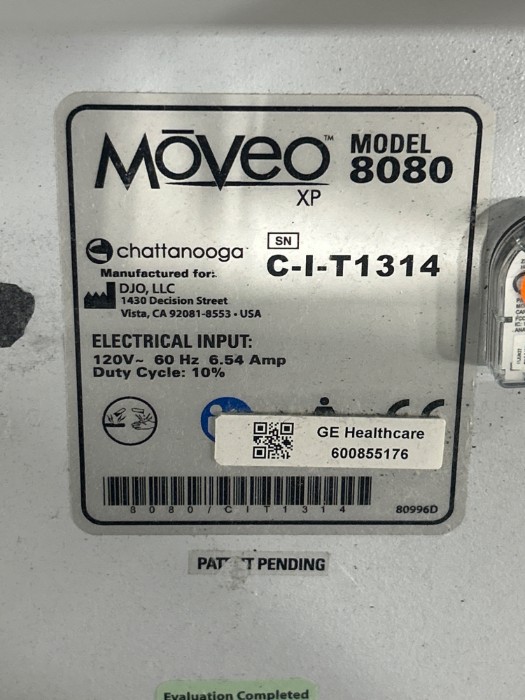 MŌVEO™
XP
MODEL
8080
chattanooga
SN
C-I-T1314
Manufactured for:
DJO, LLC
1430 Decision Street
Vista, CA 92081-8553 • USA
ELECTRICAL INPUT:
120V~ 60 Hz 6.54 Amp
Duty Cycle: 10%
GE Healthcare
600855176
8080/CIT1314
80996D
PENDING
Evaluation Completed